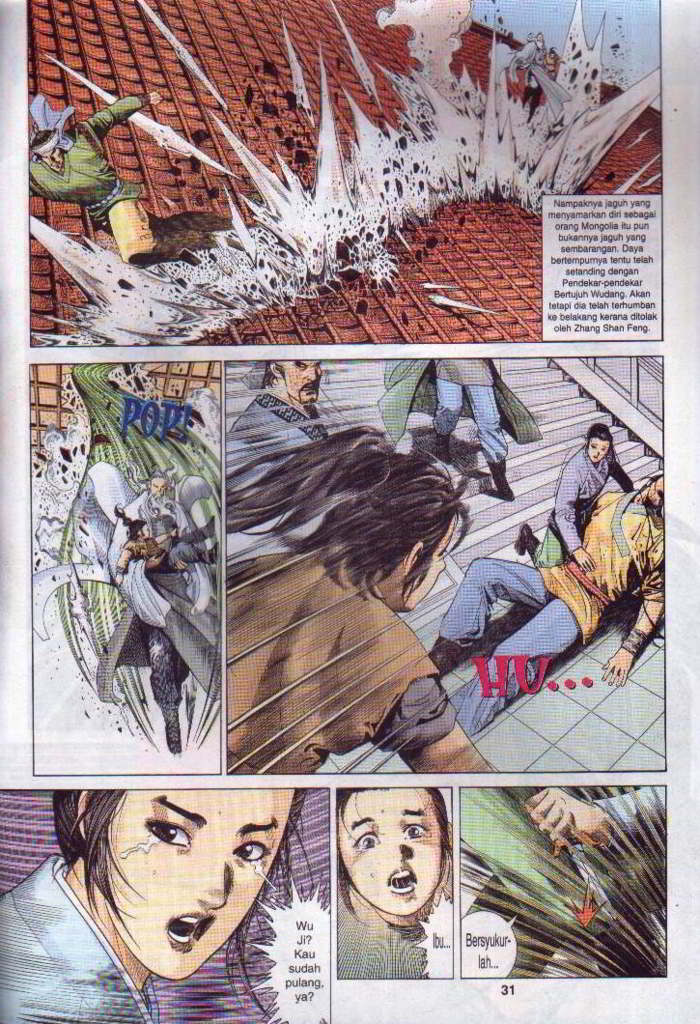 Nampaknya jaguh yang
menyamarkan diri sebagai
orang Mongolia itu pun
bukannya jaguh yang
sembarangan. Daya
bertempurnya tentu telah
setanding dengan
Pendekar-pendekar
Bertujuh Wudang. Akan
tetapi dia telah terhumban
ke belakang kerana ditolak
oleh Zhang Shan Feng.
POP!
HU...
Wu
Ji?
Kau
sudah
pulang,
ya?
Ibu...
Bersyukur-
lah...
31